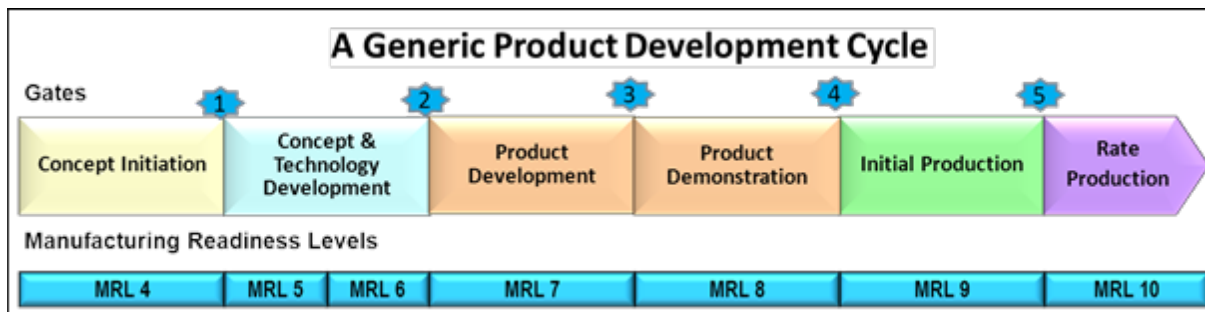 A Generic Product Development Cycle
Gates
1
2
3
4
5
Concept Initiation
Concept &
Technology
Development
Product
Development
Product
Demonstration
Initial Production
Rate
Production
Manufacturing Readiness Levels
MRL 4
MRL 5
MRL 6
MRL 7
MRL 8
MRL 9
MRL 10